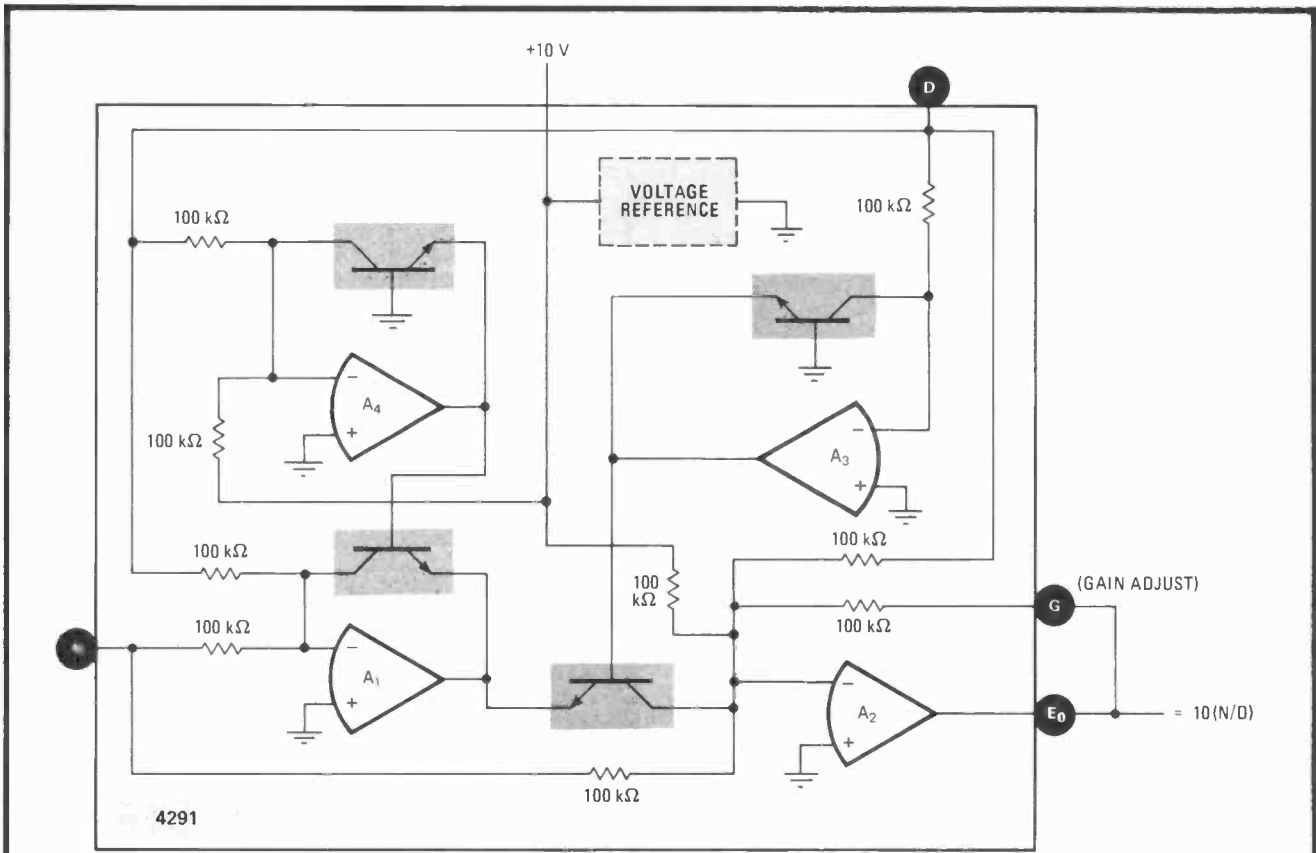 +10 V
D
VOLTAGE
REFERENCE
100 kΩ
100 kΩ
−
A4
+
100 kΩ
−
A3
+
100 kΩ
100 kΩ
100
kΩ
(GAIN ADJUST)
G
100 kΩ
100 kΩ
−
A1
+
−
A2
+
E0
= 10(N/D)
100 kΩ
4291